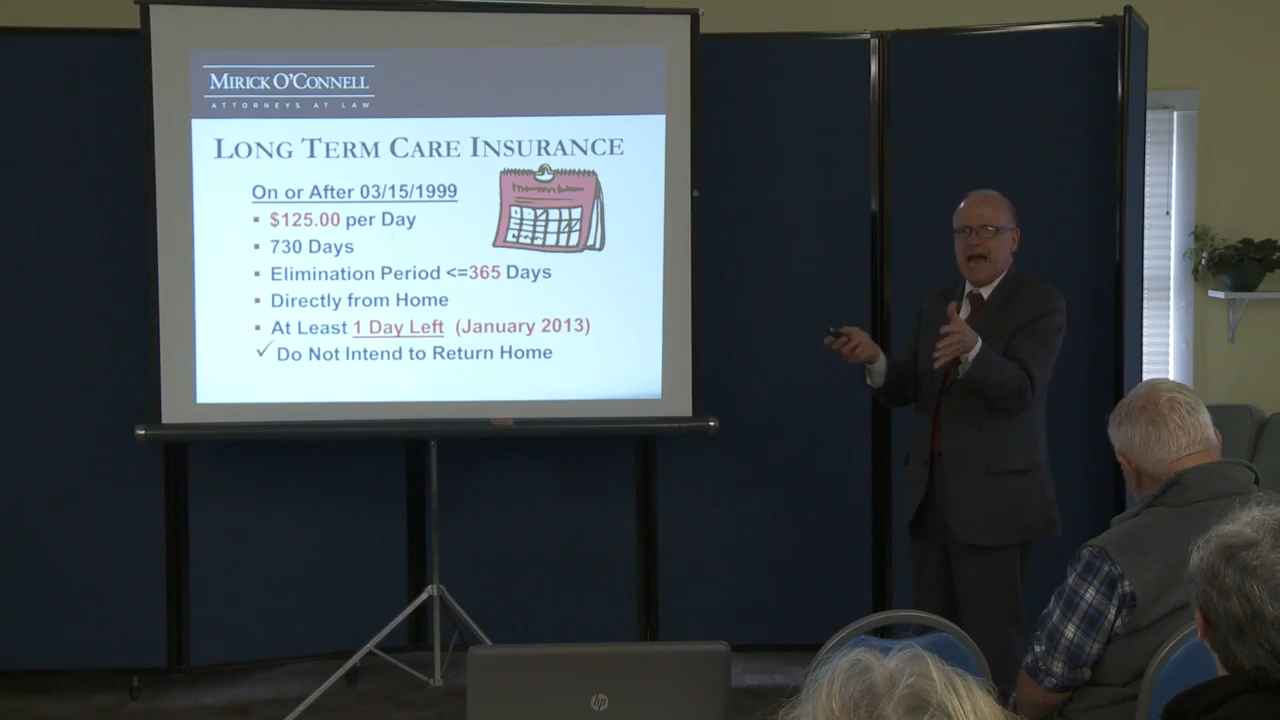 MIRICK O'CONNELL
ATTORNEYS AT LAW
LONG TERM CARE INSURANCE
On or After 03/15/1999
▪ $125.00 per Day
▪ 730 Days
▪ Elimination Period <=365 Days
▪ Directly from Home
▪ At Least 1 Day Left (January 2013)
✓ Do Not Intend to Return Home
hp